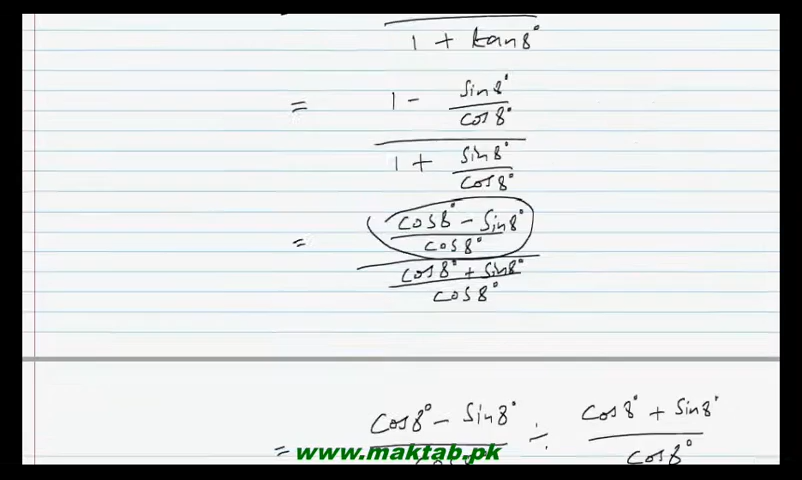 1 + tan8°
= 1 - sin8°/cos8°
1 + sin8°/cos8°
= cos8° - sin8°/cos8°
cos8° + sin8°/cos8°
= cos8° - sin8° ÷ cos8° + sin8°
cos8°
www.maktab.pk